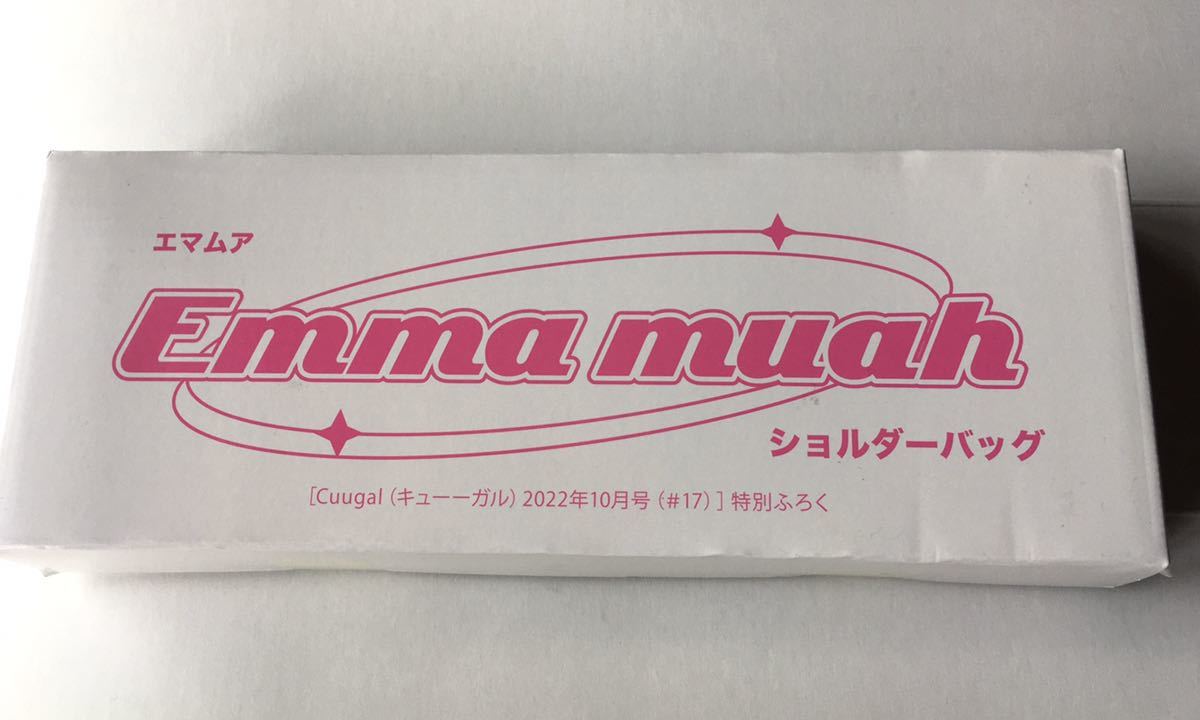 エマムア
Emma muah
ショルダーバッグ
［Cuugal（キューーガル）2022年10月号（#17）］特別ふろく